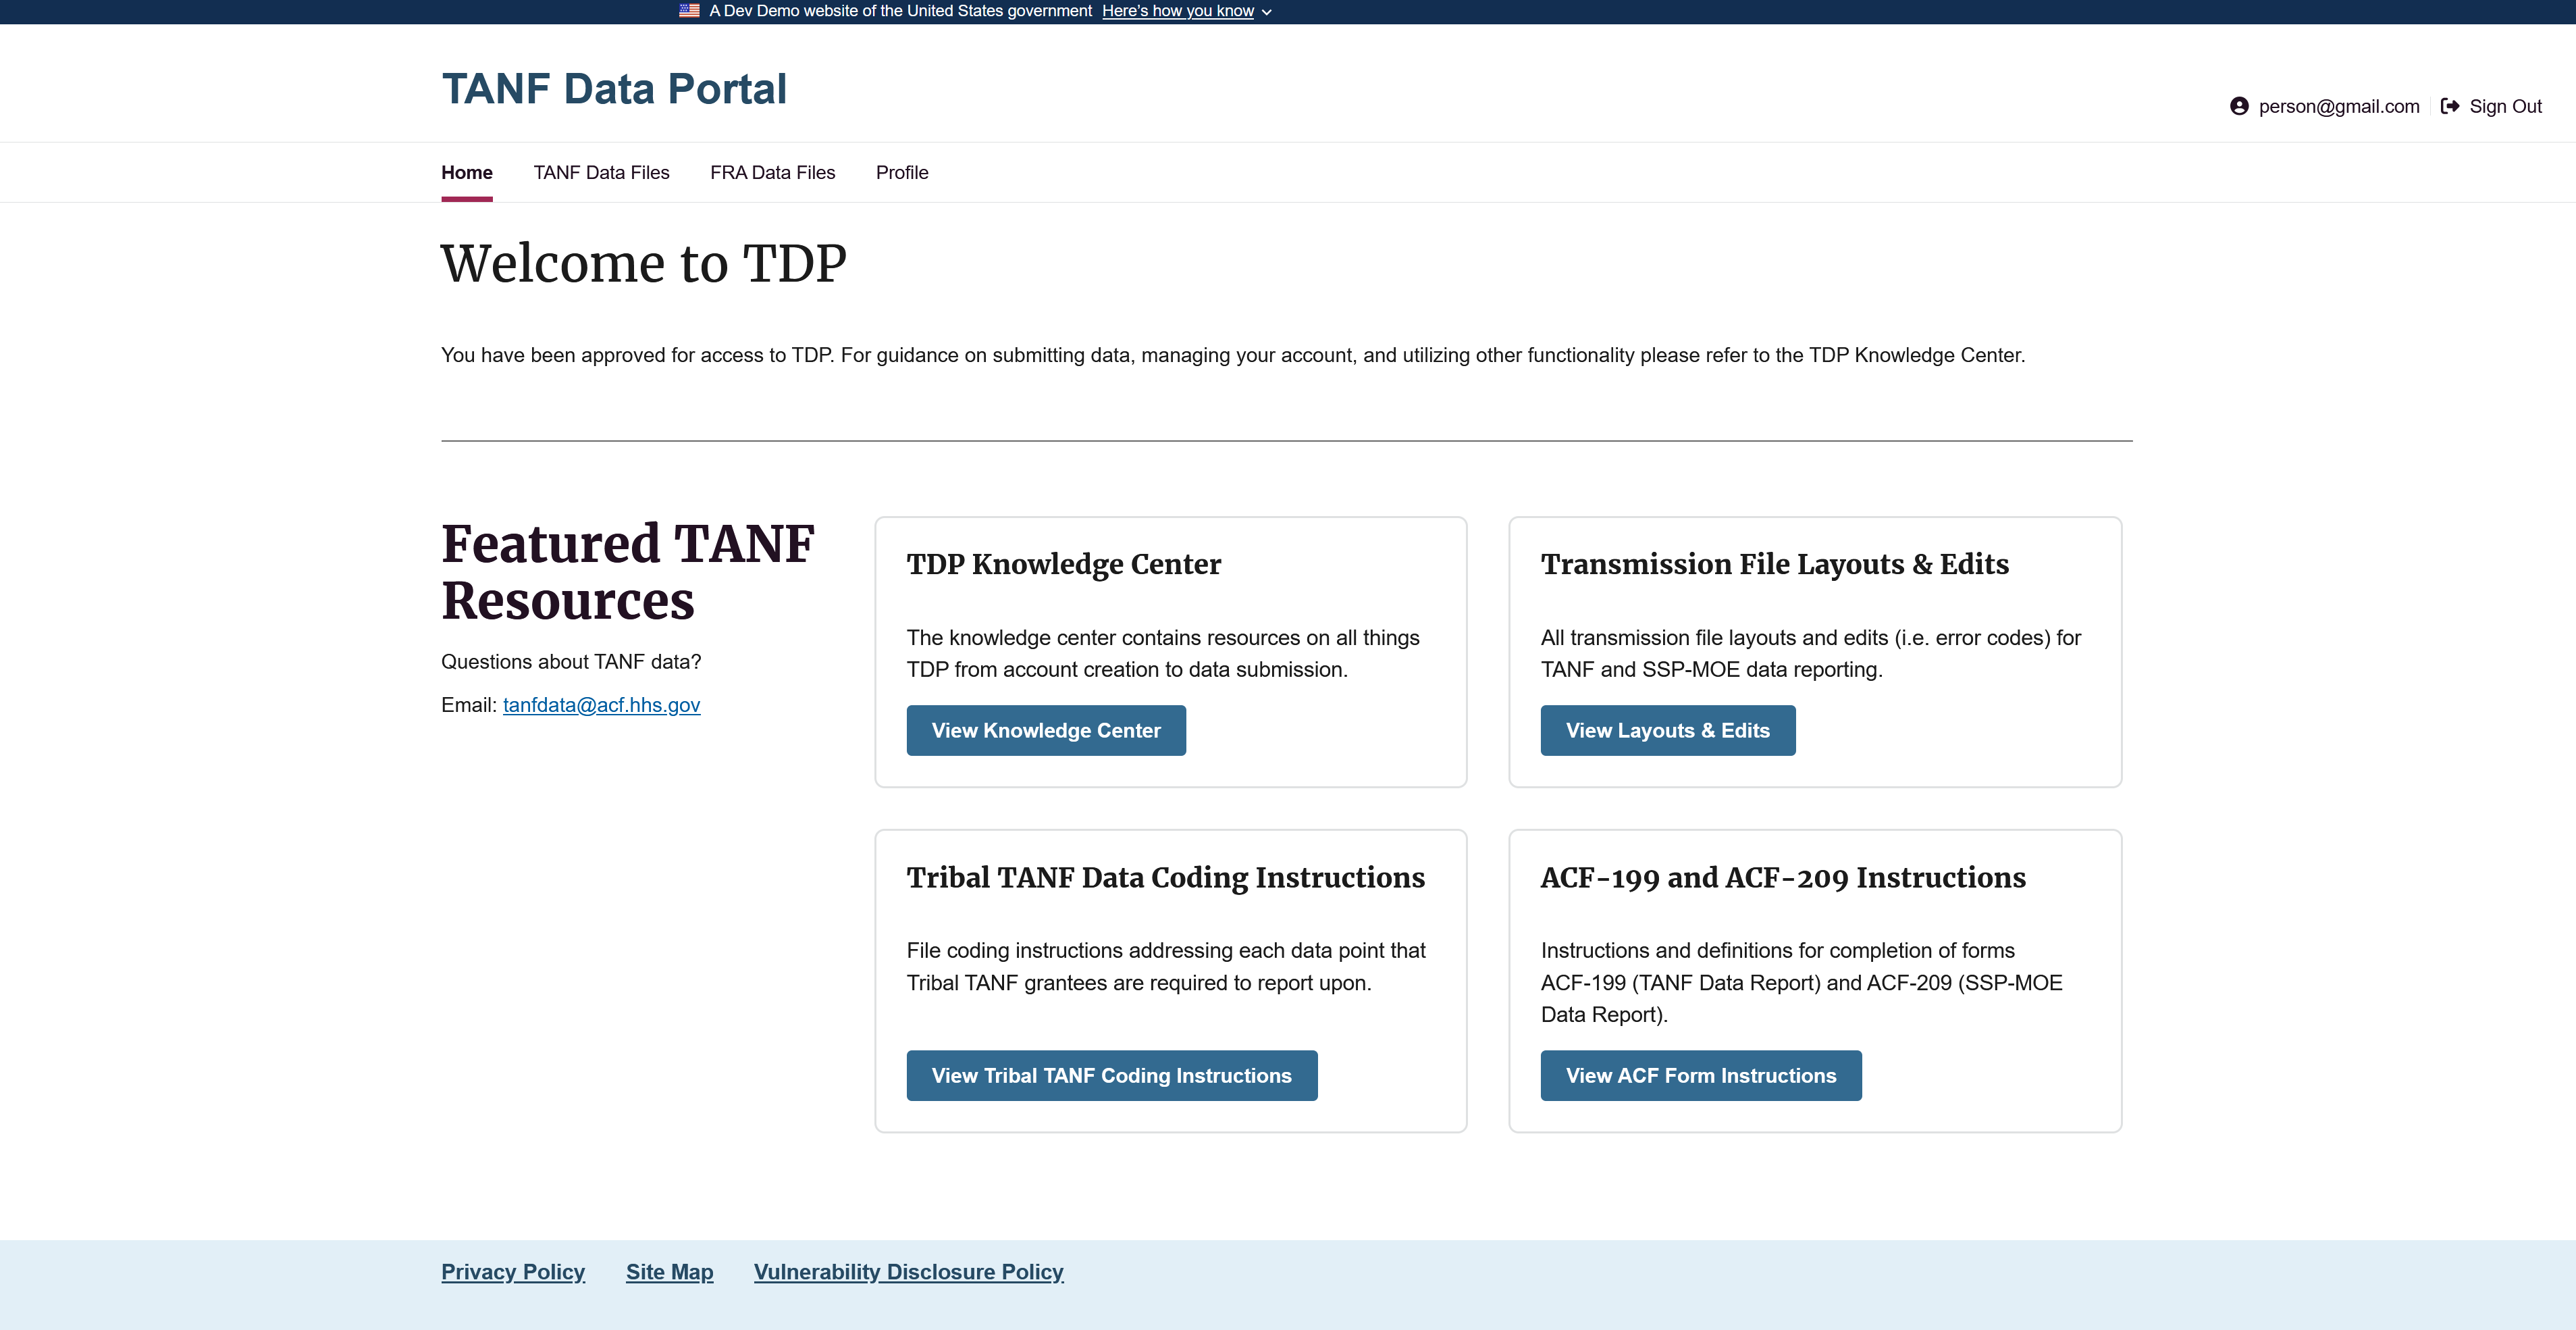 A Dev Demo website of the United States government Here's how you know
TANF Data Portal
person@gmail.com Sign Out
Home TANF Data Files FRA Data Files Profile
Welcome to TDP
You have been approved for access to TDP. For guidance on submitting data, managing your account, and utilizing other functionality please refer to the TDP Knowledge Center.
Featured TANF
Resources
Questions about TANF data?
Email: tanfdata@acf.hhs.gov
TDP Knowledge Center
The knowledge center contains resources on all things
TDP from account creation to data submission.
View Knowledge Center
Transmission File Layouts & Edits
All transmission file layouts and edits (i.e. error codes) for
TANF and SSP-MOE data reporting.
View Layouts & Edits
Tribal TANF Data Coding Instructions
File coding instructions addressing each data point that
Tribal TANF grantees are required to report upon.
View Tribal TANF Coding Instructions
ACF-199 and ACF-209 Instructions
Instructions and definitions for completion of forms
ACF-199 (TANF Data Report) and ACF-209 (SSP-MOE
Data Report).
View ACF Form Instructions
Privacy Policy Site Map Vulnerability Disclosure Policy